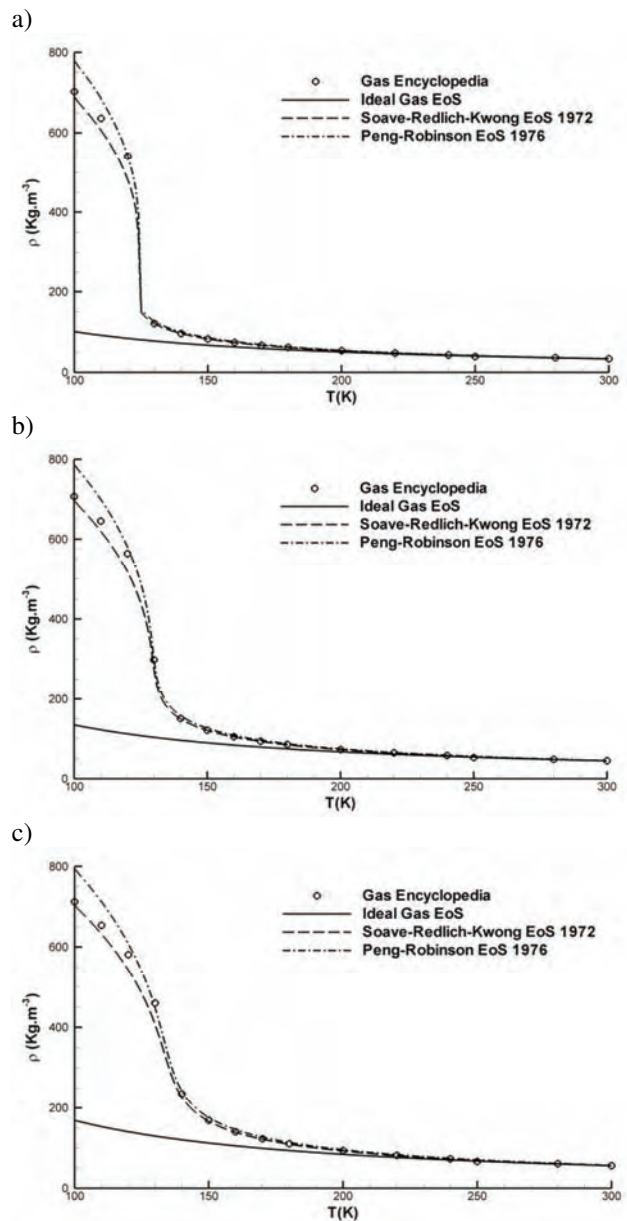 a)
800
600
400
200
0
ρ (Kg.m⁻³)
Gas Encyclopedia
Ideal Gas EoS
Soave-Redlich-Kwong EoS 1972
Peng-Robinson EoS 1976
100 150 200 250 300
T(K)
b)
800
600
400
200
0
ρ (Kg.m⁻³)
Gas Encyclopedia
Ideal Gas EoS
Soave-Redlich-Kwong EoS 1972
Peng-Robinson EoS 1976
100 150 200 250 300
T(K)
c)
800
600
400
200
0
ρ (Kg.m⁻³)
Gas Encyclopedia
Ideal Gas EoS
Soave-Redlich-Kwong EoS 1972
Peng-Robinson EoS 1976
100 150 200 250 300
T(K)